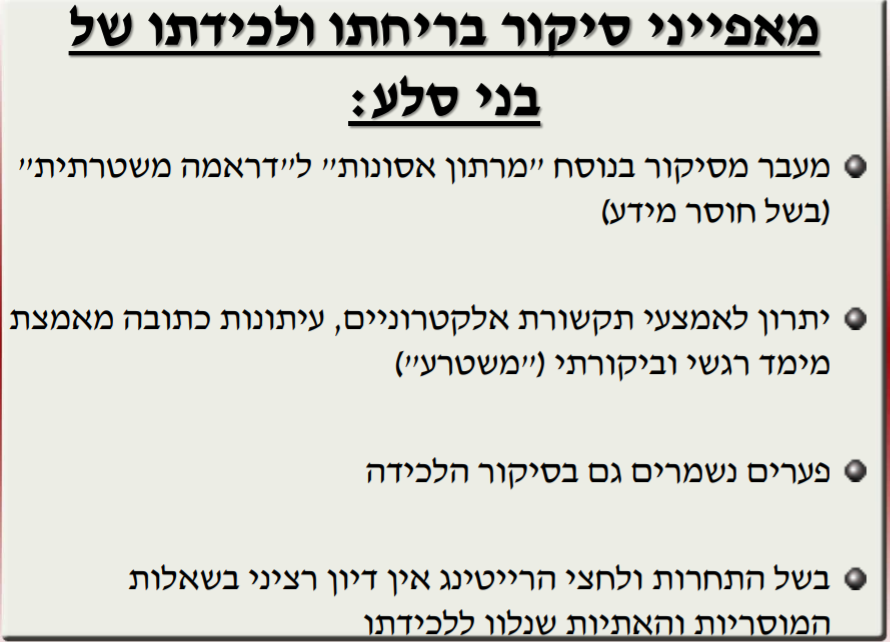 מאפייני סיקור בריחתו ולכידתו של
בני סלע:
מעבר מסיקור בנוסח "מרתון אסונות" ל"דראמה משטרתית"
(בשל חוסר מידע)
יתרון לאמצעי תקשורת אלקטרוניים, עיתונות כתובה מאמצת
מימד רגשי וביקורתי ("משטרע")
פערים נשמרים גם בסיקור הלכידה
בשל התחרות ולחצי הרייטינג אין דיון רציני בשאלות
המוסריות והאתיות שנלוו ללכידתו